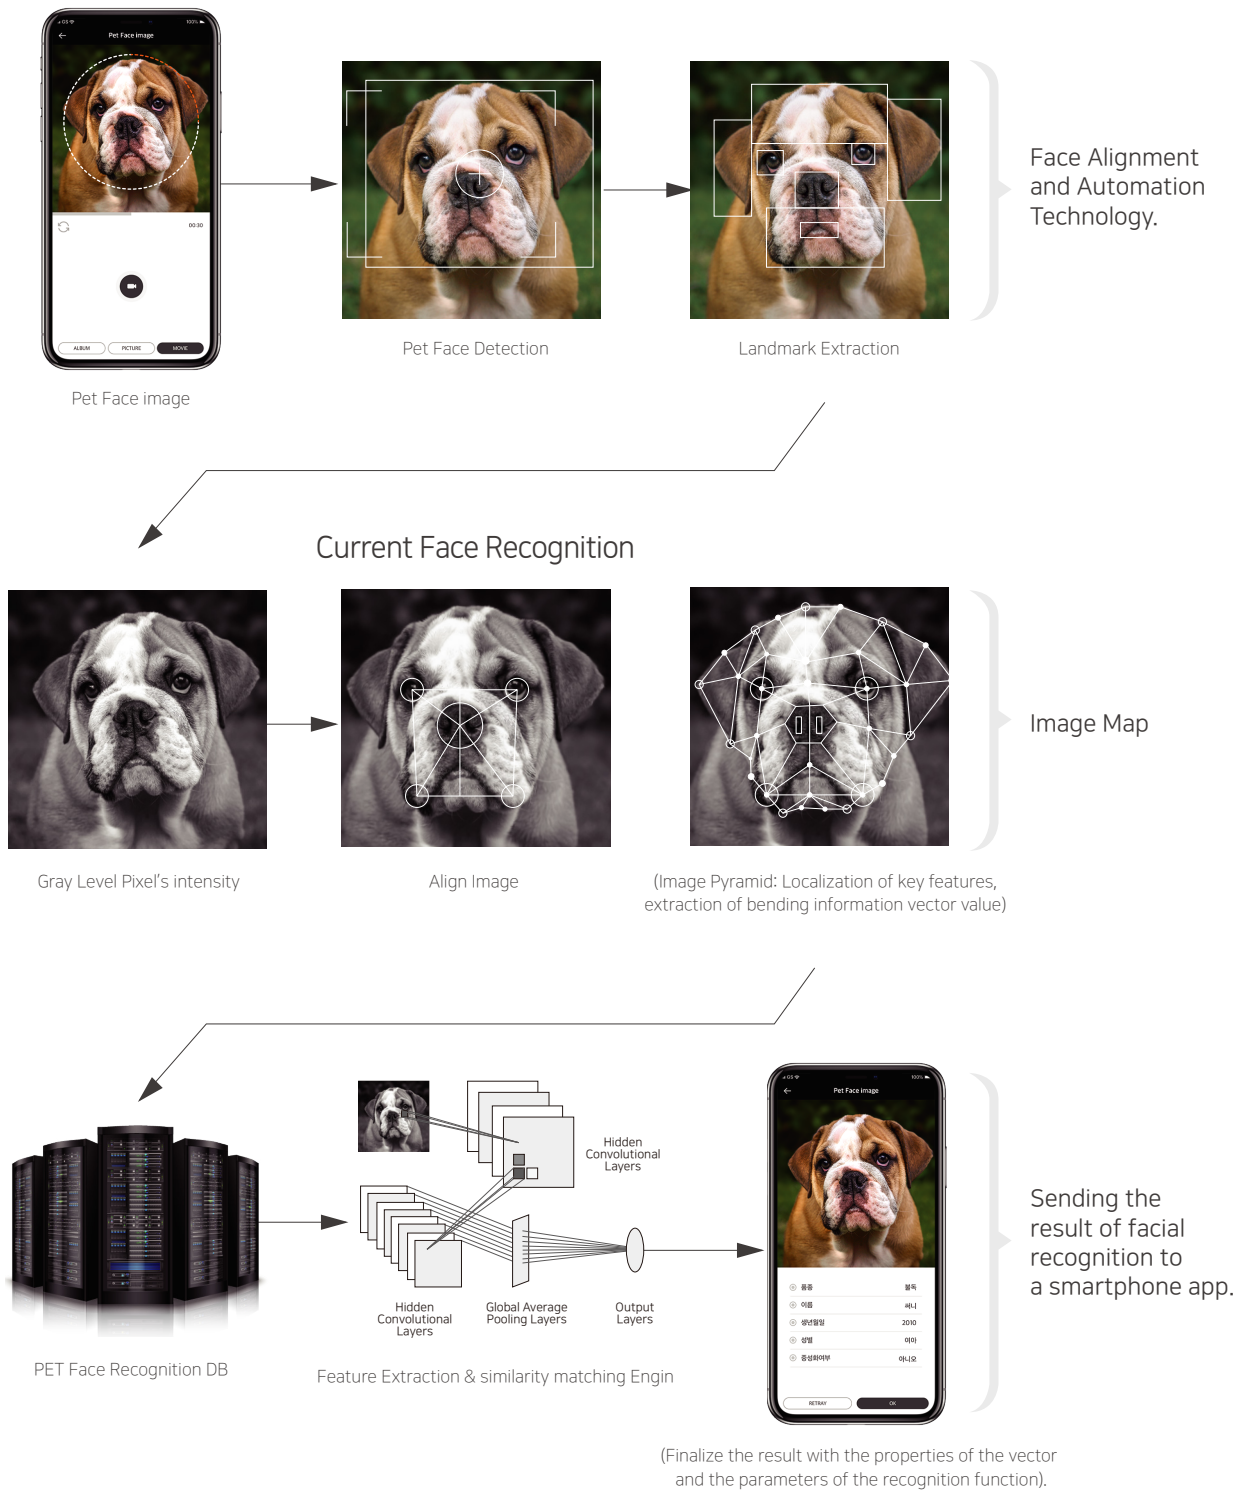 GS 100%
Pet Face image
00:30
ALBUM PICTURE MOVIE
Pet Face image
Pet Face Detection
Landmark Extraction
Face Alignment
and Automation
Technology.
Current Face Recognition
Gray Level Pixel's intensity
Align Image
(Image Pyramid: Localization of key features,
extraction of bending information vector value)
Image Map
PET Face Recognition DB
Hidden
Convolutional
Layers
Hidden
Convolutional
Layers
Global Average
Pooling Layers
Output
Layers
Feature Extraction & similarity matching Engin
GS 100%
Pet Face image
품종 불독
이름 써니
생년월일 2010
성별 여아
중성화여부 아니오
RETRAY OK
(Finalize the result with the properties of the vector
and the parameters of the recognition function).
Sending the
result of facial
recognition to
a smartphone app.